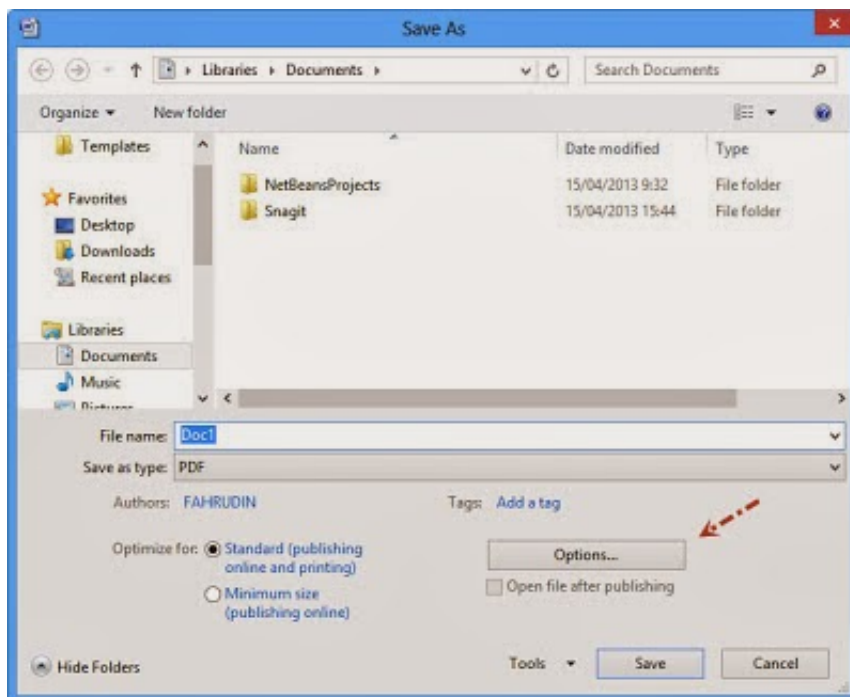 Save As
Libraries Documents
Search Documents
Organize New folder
Templates
Favorites
Desktop
Downloads
Recent places
Libraries
Documents
Music
Pictures
Name Date modified Type
NetBeansProjects 15/04/2013 9:32 File folder
Snagit 15/04/2013 15:44 File folder
File name: Doc1
Save as type: PDF
Authors: FAHRUDIN Tags: Add a tag
Optimize for: Standard (publishing
online and printing)
Minimum size
(publishing online)
Options...
Open file after publishing
Hide Folders Tools Save Cancel